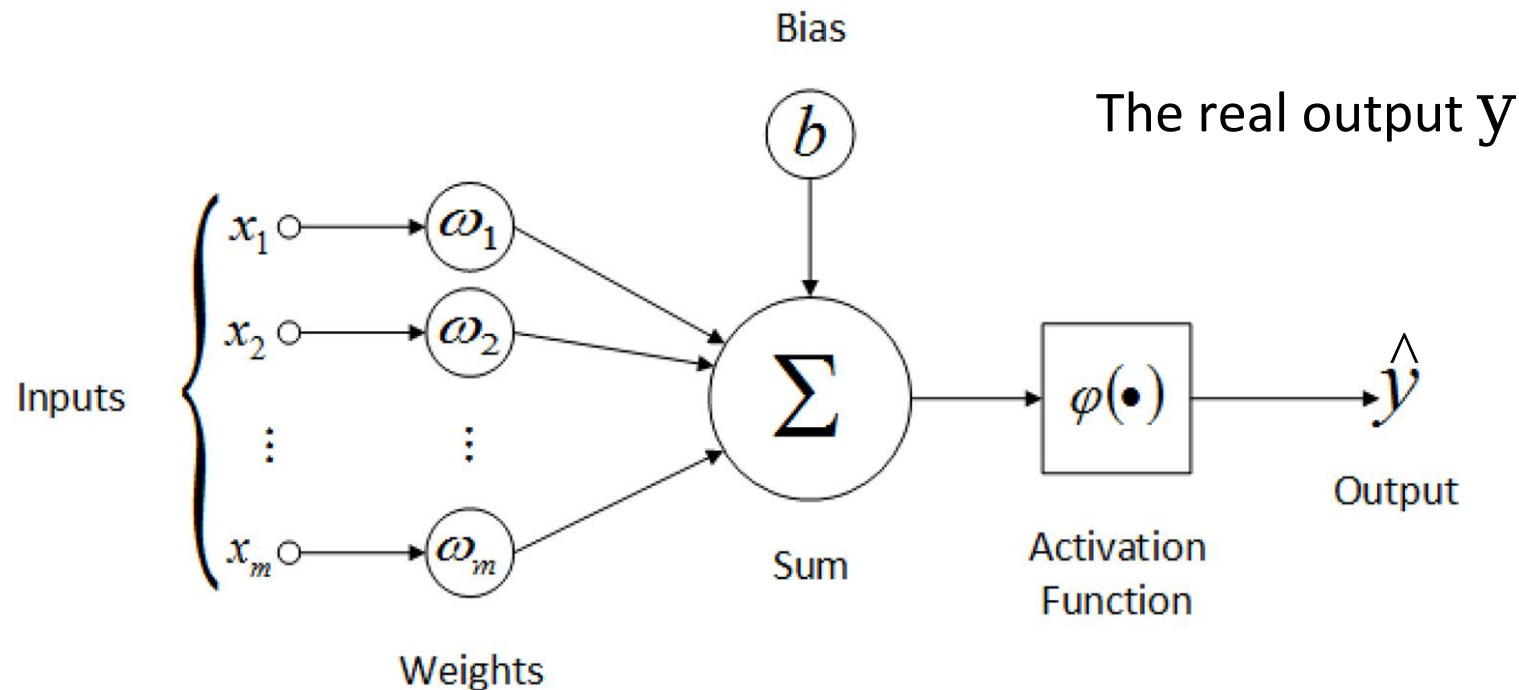 Bias
b
The real output y
x₁ ω₁
x₂ ω₂
Inputs
⋮ ⋮
Σ
φ(•)
ŷ
Output
xₘ ωₘ
Sum
Activation
Function
Weights